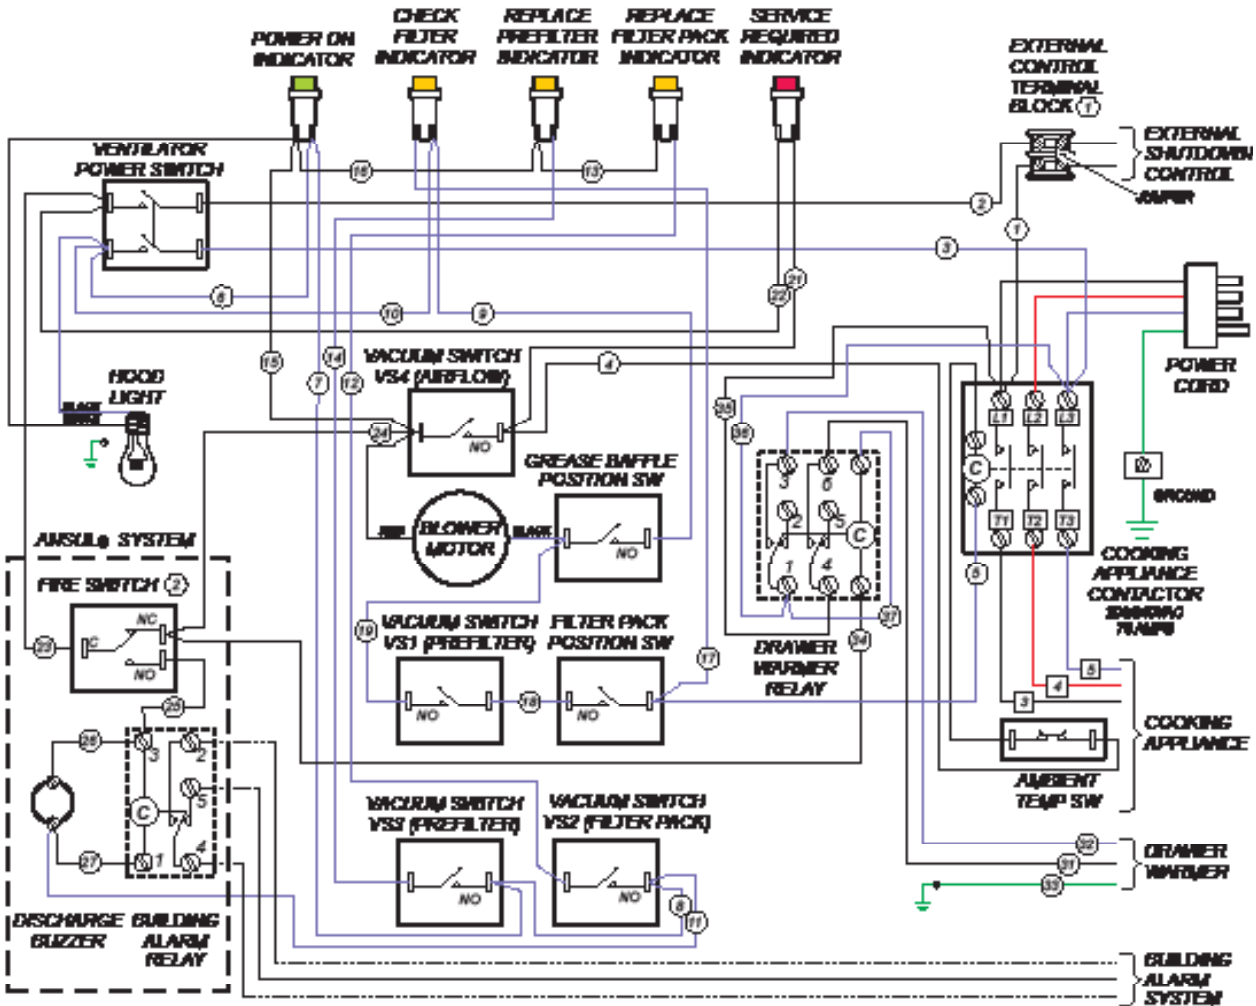 POWER ON
INDICATOR
CHECK
FILTER
INDICATOR
REPLACE
PREFILTER
INDICATOR
REPLACE
FILTER PACK
INDICATOR
SERVICE
REQUIRED
INDICATOR
EXTERNAL
CONTROL
TERMINAL
BLOCK 1
EXTERNAL
SHUTDOWN
CONTROL
JUMPER
VENTILATOR
POWER SWITCH
16
13
2
1
3
6
10
9
22
21
15
14
7
12
4
VACUUM SWITCH
VS4 (AIRFLOW)
NO
24
HOOD
LIGHT
BLACK
POWER
CORD
GROUND
35
36
L1
L2
L3
C
T1
T2
T3
5
COOKING
APPLIANCE
CONTACTOR
GREASE BAFFLE
POSITION SW
NO
BLOWER
MOTOR
BLACK
3
6
2
5
C
1
4
37
34
DRAWER
WARMER
RELAY
ANSUL® SYSTEM
FIRE SWITCH 2
NC
C
NO
23
25
19
VACUUM SWITCH
VS1 (PREFILTER)
NO
18
FILTER PACK
POSITION SW
NO
17
5
4
3
COOKING
APPLIANCE
AMBIENT
TEMP SW
26
27
3
2
5
C
1
4
DISCHARGE
BUZZER
BUILDING
ALARM
RELAY
VACUUM SWITCH
VS3 (PREFILTER)
NO
VACUUM SWITCH
VS2 (FILTER PACK)
NO
8
11
32
31
33
DRAWER
WARMER
BUILDING
ALARM
SYSTEM